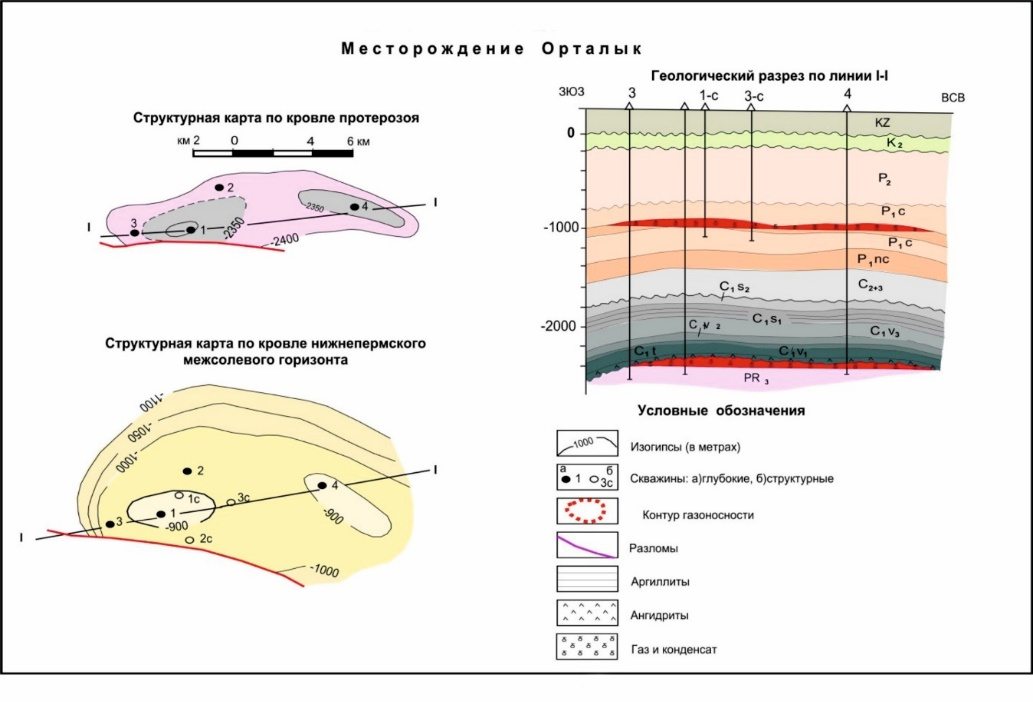 Месторождение Орталык
Структурная карта по кровле протерозоя
км 2 0 4 6 км
2
-2350
4
I
3
I
1
-2350
-2400
Структурная карта по кровле нижнепермского
межсолевого горизонта
-1100
-1050
-1000
2
I
4
1с
3с
1
3
-900
-900
I
2с
-1000
Геологический разрез по линии I-I
ЗЮЗ
3
1-с
3-с
4
ВСВ
KZ
0
K2
P2
P1c
-1000
P1c
P1nc
C2+3
C1s2
C1s1
-2000
C1v2
C1v3
C1t
C1v1
PR3
Условные обозначения
-1000
Изогипсы (в метрах)
а б
1
3с
Скважины: а)глубокие, б)структурные
Контур газоносности
Разломы
Аргиллиты
Ангидриты
Газ и конденсат